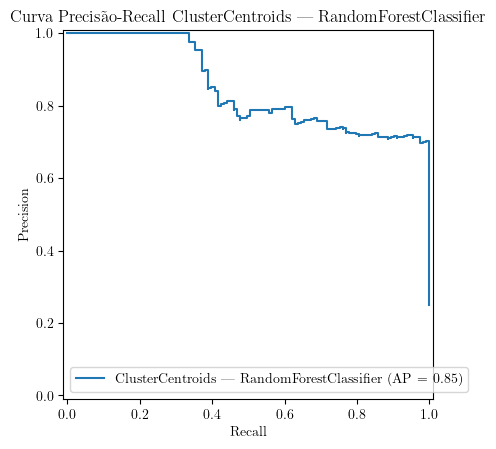 Curva Precisão-Recall ClusterCentroids — RandomForestClassifier
1.0
0.8
0.6
0.4
0.2
0.0
Precision
ClusterCentroids — RandomForestClassifier (AP = 0.85)
0.0 0.2 0.4 0.6 0.8 1.0
Recall